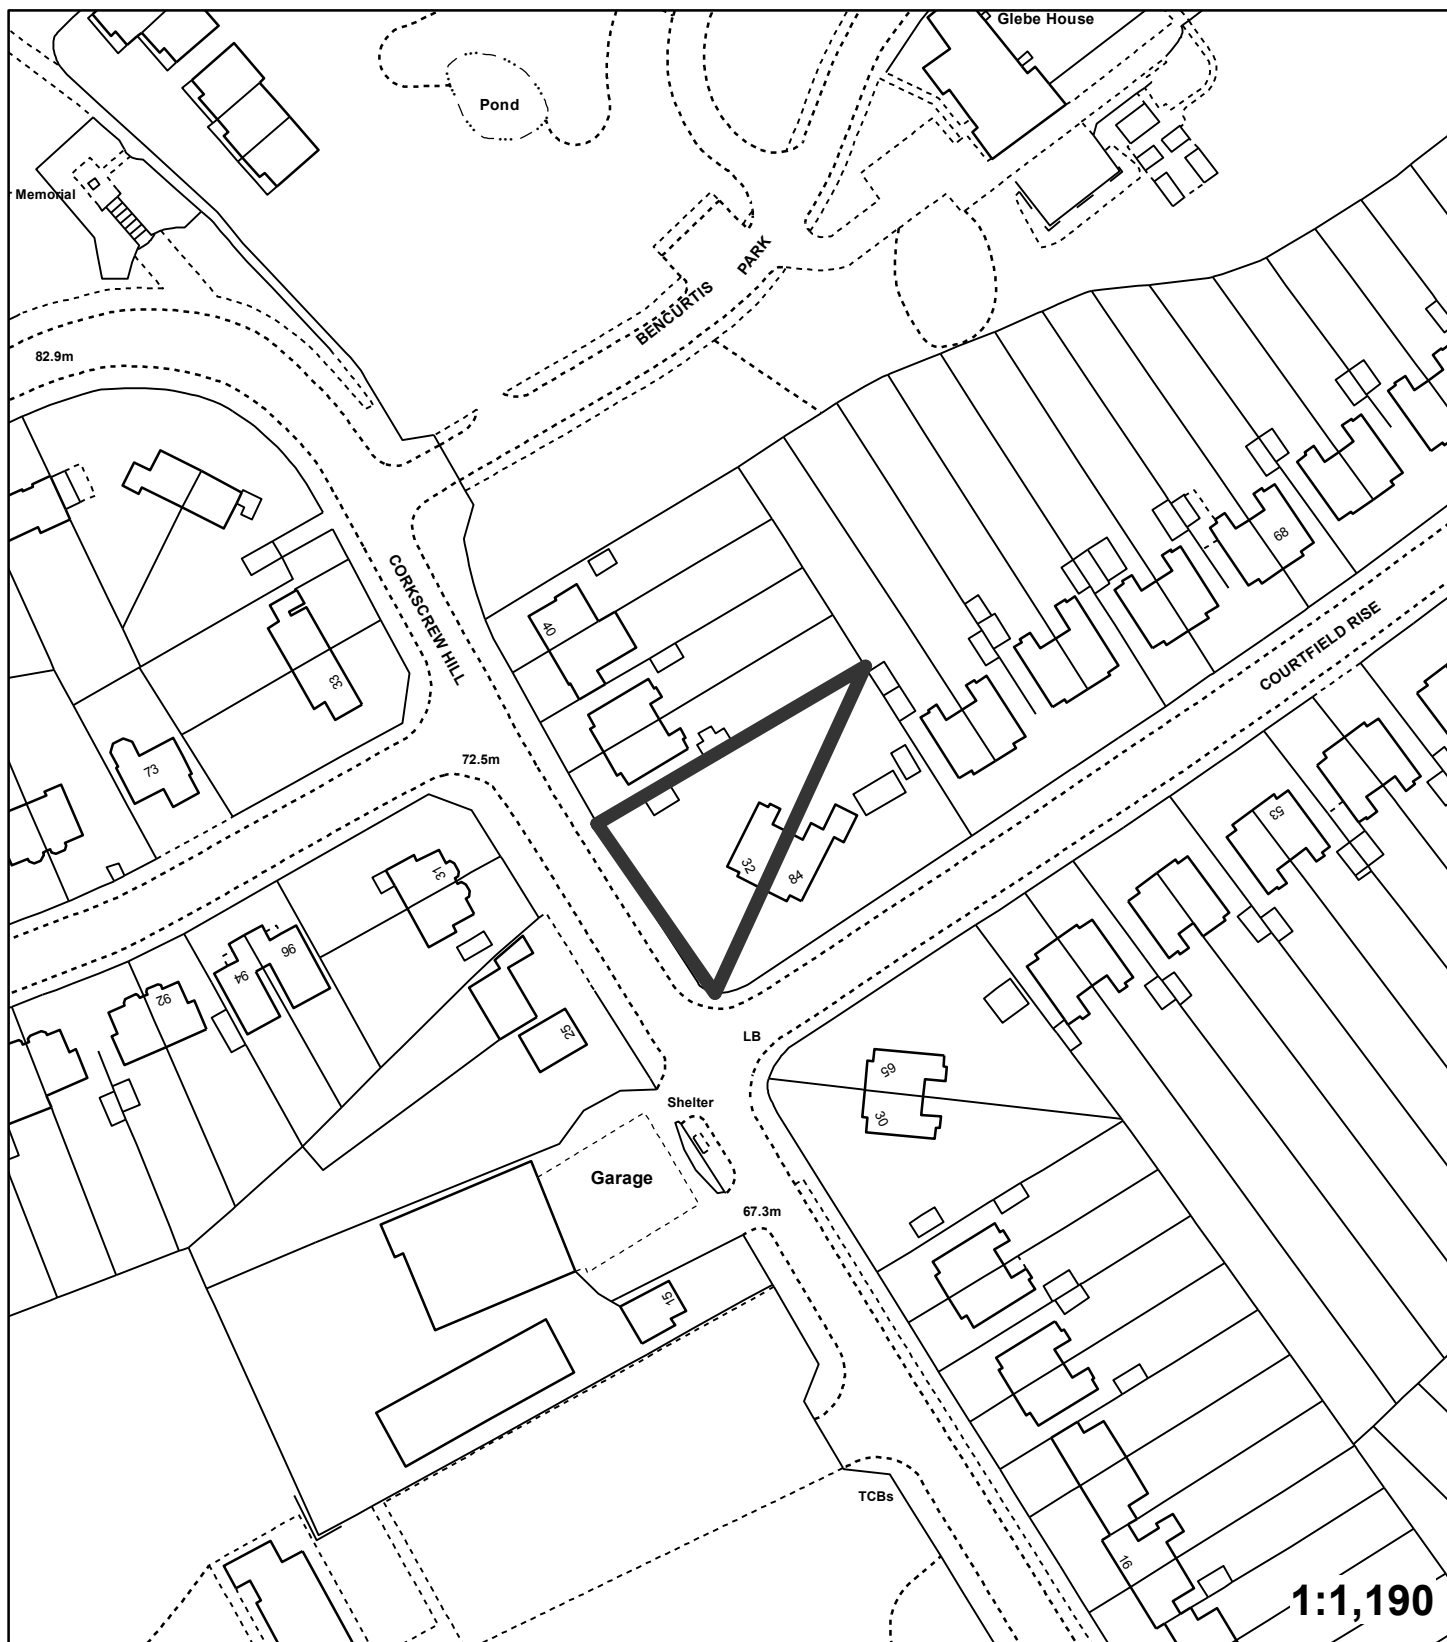 Glebe House
Pond
Memorial
PARK
BENCURTIS
82.9m
68
CORKSCREW HILL
COURTFIELD RISE
40
33
72.5m
73
53
32
84
31
96
94
92
25
LB
65
30
Shelter
Garage
67.3m
15
TCBs
16
1:1,190